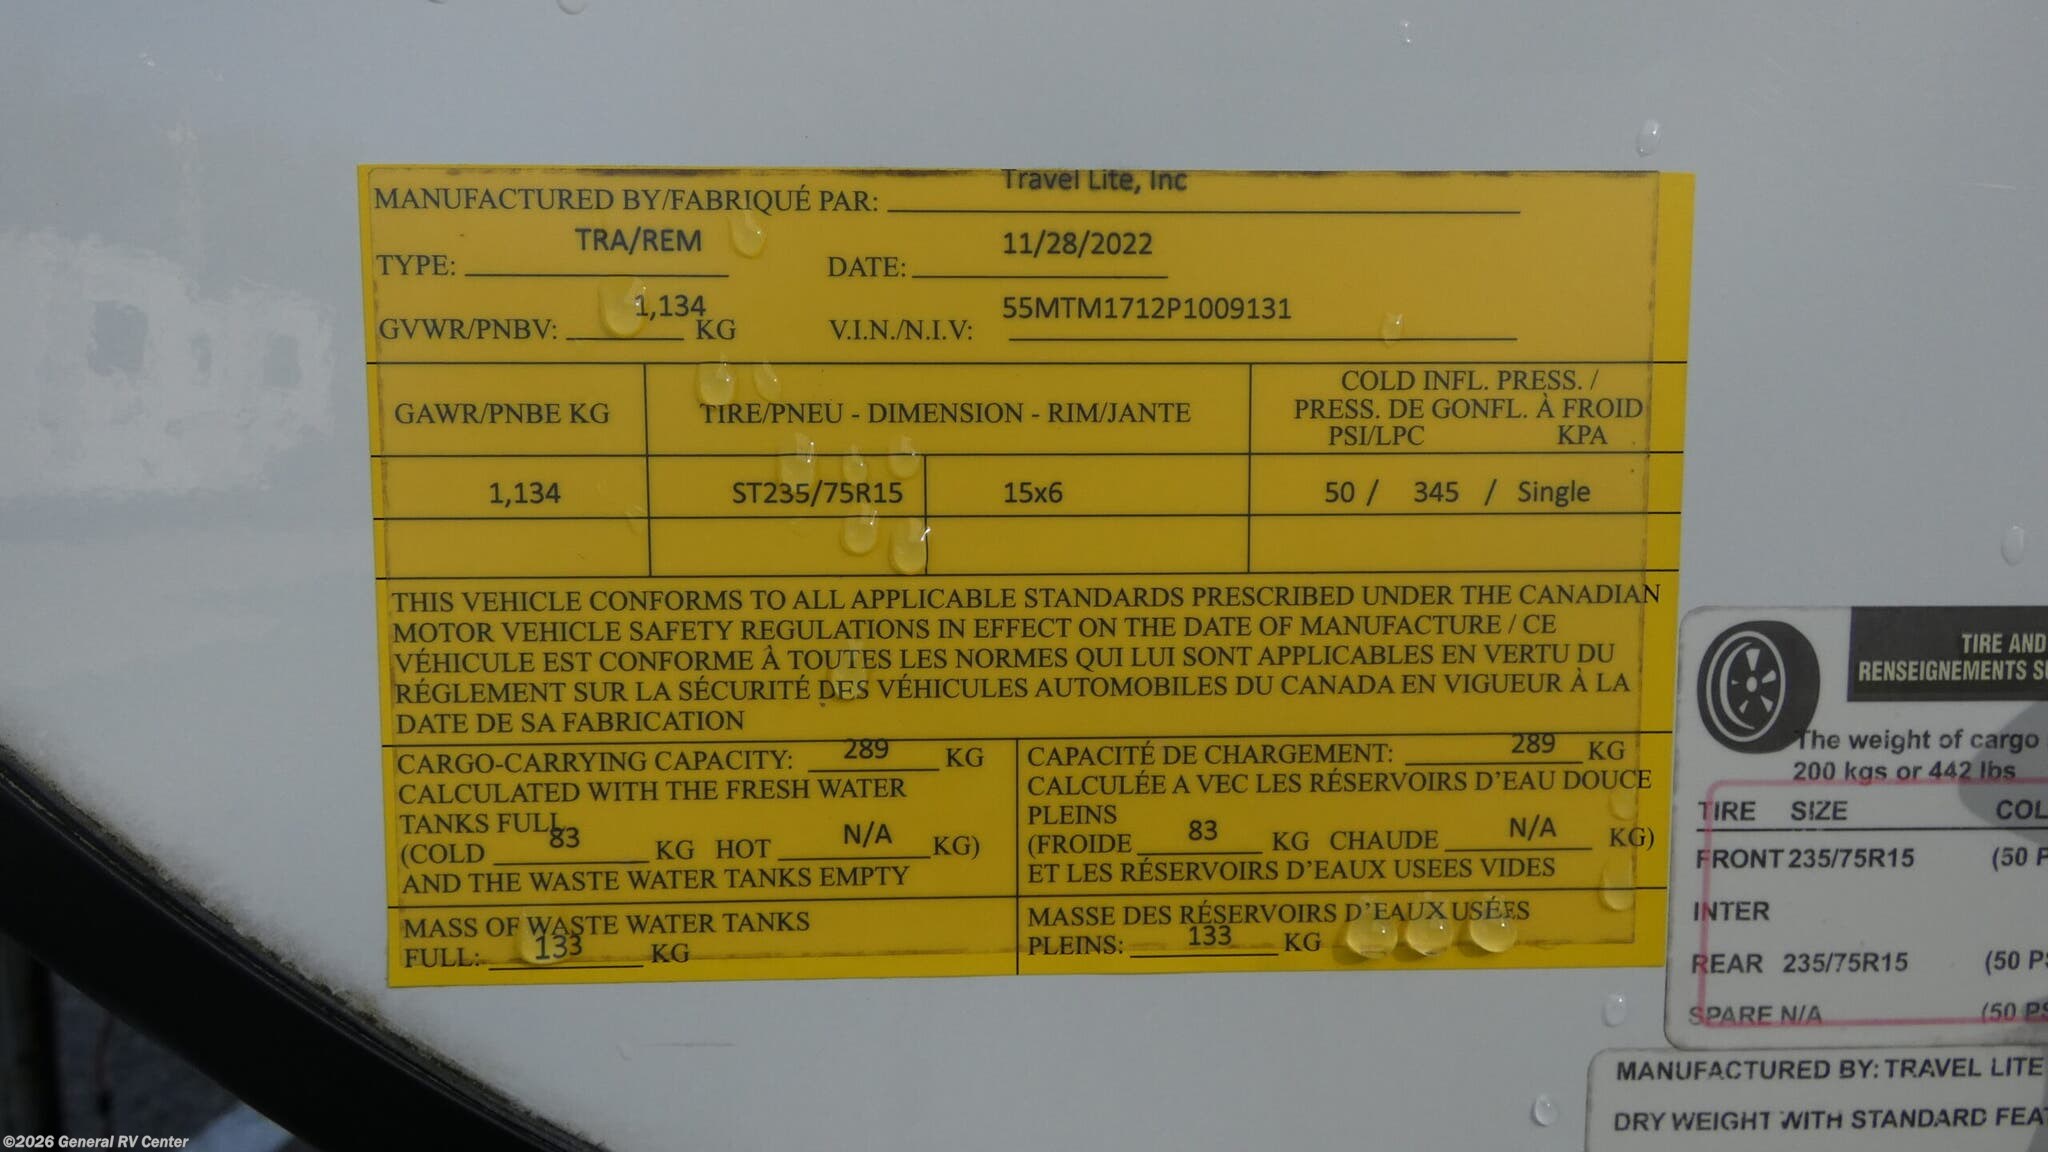 MANUFACTURED BY/FABRIQUÉ PAR: Travel Lite, Inc
TYPE: TRA/REM DATE: 11/28/2022
GVWR/PNBV: 1,134 KG V.I.N./N.I.V: 55MTM1712P1009131
GAWR/PNBE KG TIRE/PNEU - DIMENSION - RIM/JANTE COLD INFL. PRESS. /
PRESS. DE GONFL. À FROID
PSI/LPC KPA
1,134 ST235/75R15 15x6 50 / 345 / Single
THIS VEHICLE CONFORMS TO ALL APPLICABLE STANDARDS PRESCRIBED UNDER THE CANADIAN
MOTOR VEHICLE SAFETY REGULATIONS IN EFFECT ON THE DATE OF MANUFACTURE / CE
VÉHICULE EST CONFORME À TOUTES LES NORMES QUI LUI SONT APPLICABLES EN VERTU DU
RÉGLEMENT SUR LA SÉCURITÉ DES VÉHICULES AUTOMOBILES DU CANADA EN VIGUEUR À LA
DATE DE SA FABRICATION
CARGO-CARRYING CAPACITY: 289 KG
CALCULATED WITH THE FRESH WATER
TANKS FULL
(COLD 83 KG HOT N/A KG)
AND THE WASTE WATER TANKS EMPTY
CAPACITÉ DE CHARGEMENT: 289 KG
CALCULÉE A VEC LES RÉSERVOIRS D'EAU DOUCE
PLEINS
(FROIDE 83 KG CHAUDE N/A KG)
ET LES RÉSERVOIRS D'EAUX USEES VIDES
MASS OF WASTE WATER TANKS
FULL: 133 KG
MASSE DES RÉSERVOIRS D'EAUX USÉES
PLEINS: 133 KG
TIRE AND
RENSEIGNEMENTS S
The weight of cargo
200 kgs or 442 lbs
TIRE SIZE COL
FRONT 235/75R15 (50 P
INTER
REAR 235/75R15 (50 PS
SPARE N/A (50 PS
MANUFACTURED BY: TRAVEL LITE
DRY WEIGHT WITH STANDARD FEA
©2026 General RV Center